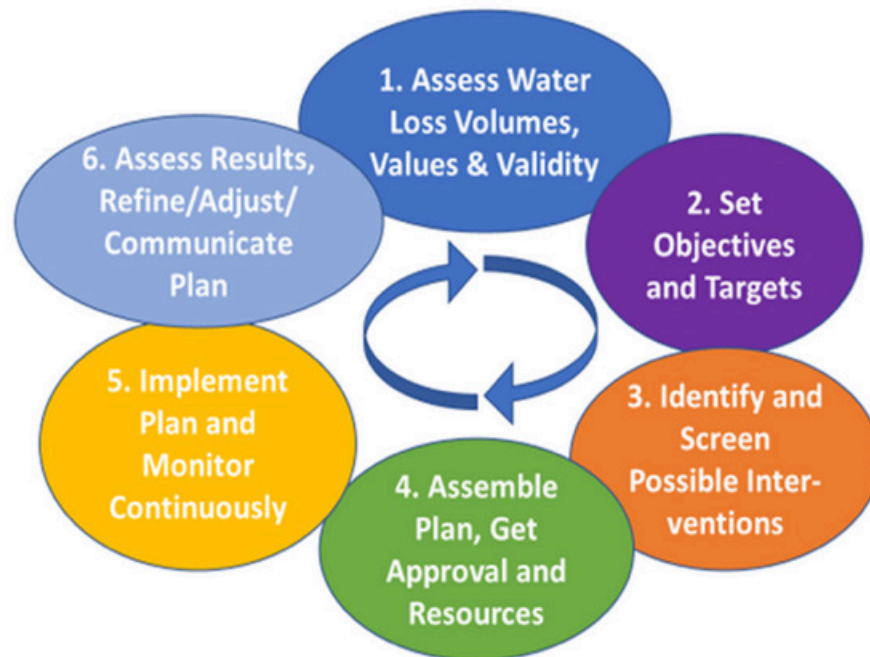 1. Assess Water
Loss Volumes,
Values & Validity
2. Set
Objectives
and Targets
3. Identify and
Screen
Possible Inter-
ventions
4. Assemble
Plan, Get
Approval and
Resources
5. Implement
Plan and
Monitor
Continuously
6. Assess Results,
Refine/Adjust/
Communicate
Plan